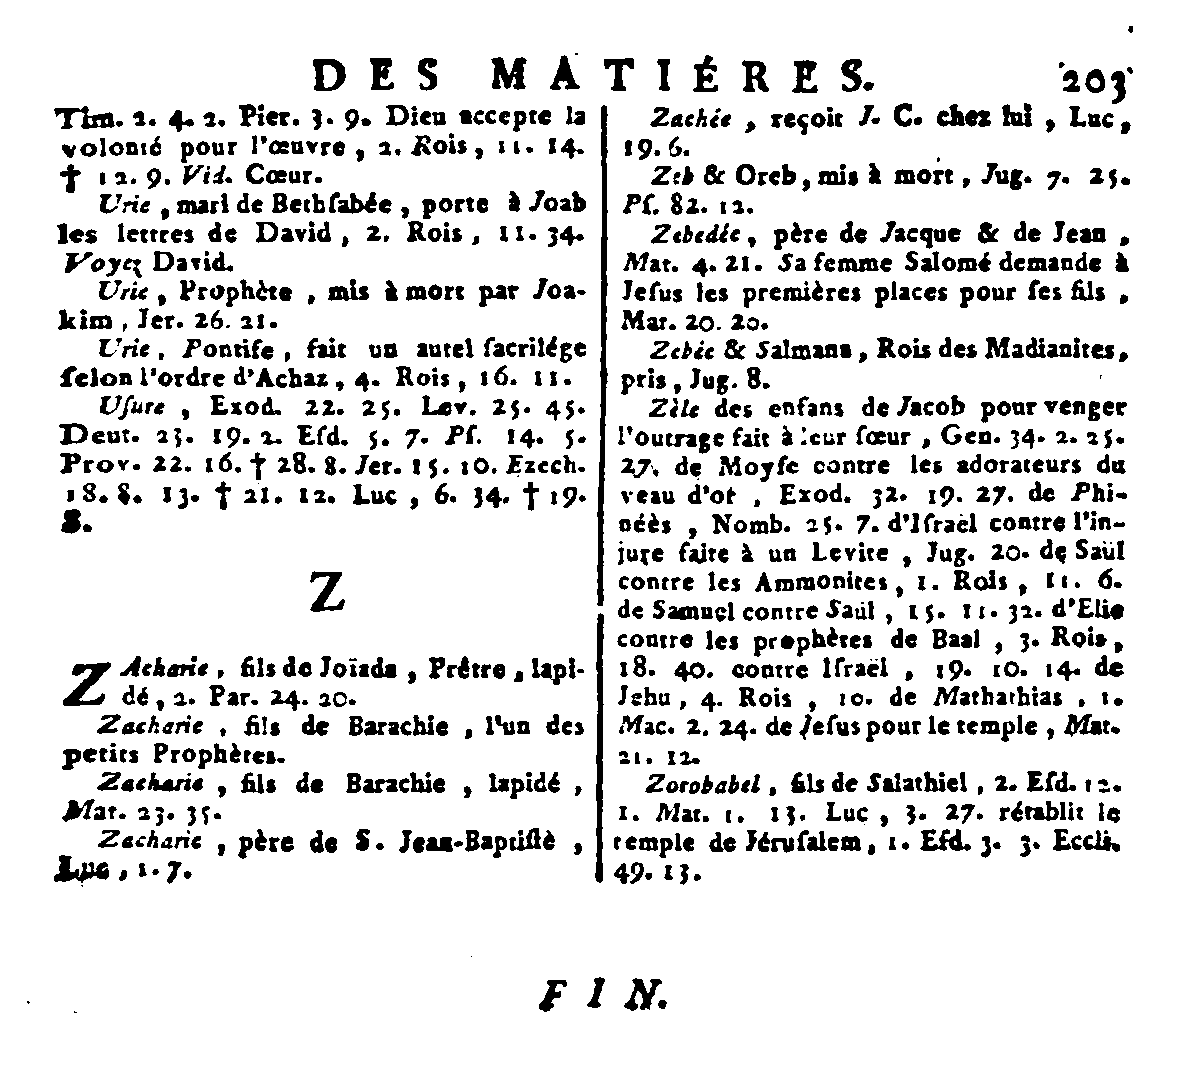 DES MATIÉRES. 203
Tim. 2. 4. 2. Pier. 3. 9. Dieu accepte la
volonté pour l'œuvre, 2. Rois, 11. 14.
† 12. 9. Vid. Cœur.
Urie, mari de Bethſabée, porte à Joab
les lettres de David, 2. Rois, 11. 34.
Voyez David.
Urie, Prophète, mis à mort par Joa-
kim, Jer. 26. 21.
Urie, Pontife, fait un autel ſacrilége
ſelon l'ordre d'Achaz, 4. Rois, 16. 11.
Uſure, Exod. 22. 25. Lev. 25. 45.
Deut. 23. 19. 2. Eſd. 5. 7. Pſ. 14. 5.
Prov. 22. 16. † 28. 8. Jer. 15. 10. Ezech.
18. 8. 13. † 21. 12. Luc, 6. 34. † 19.
8.
Z
ZAcharie, fils de Joïada, Prêtre, lapi-
dé, 2. Par. 24. 20.
Zacharie, fils de Barachie, l'un des
petits Prophètes.
Zacharie, fils de Barachie, lapidé,
Mat. 23. 35.
Zacharie, père de S. Jean-Baptiſtè,
Luc, 1. 7.
Zachée, reçoit J. C. chez lui, Luc,
19. 6.
Zeb & Oreb, mis à mort, Jug. 7. 25.
Pſ. 82. 12.
Zebedée, père de Jacque & de Jean,
Mat. 4. 21. Sa femme Salomé demande à
Jeſus les premières places pour ſes fils,
Mat. 20. 20.
Zebée & Salmana, Rois des Madianites,
pris, Jug. 8.
Zèle des enfans de Jacob pour venger
l'outrage fait à leur ſœur, Gen. 34. 2. 25.
27. de Moyſe contre les adorateurs du
veau d'or, Exod. 32. 19. 27. de Phi-
néès, Nomb. 25. 7. d'Iſraël contre l'in-
jure faite à un Levite, Jug. 20. de Saül
contre les Ammonites, 1. Rois, 11. 6.
de Samuel contre Saül, 15. 11. 32. d'Elie
contre les prophètes de Baal, 3. Rois,
18. 40. contre Iſraël, 19. 10. 14. de
Jehu, 4. Rois, 10. de Mathathias, 1.
Mac. 2. 24. de Jeſus pour le temple, Mat.
21. 12.
Zorobabel, fils de Salathiel, 2. Eſd. 12.
1. Mat. 1. 13. Luc, 3. 27. rétablit le
temple de Jéruſalem, 1. Eſd. 3. 3. Eccli.
49. 13.
FIN.